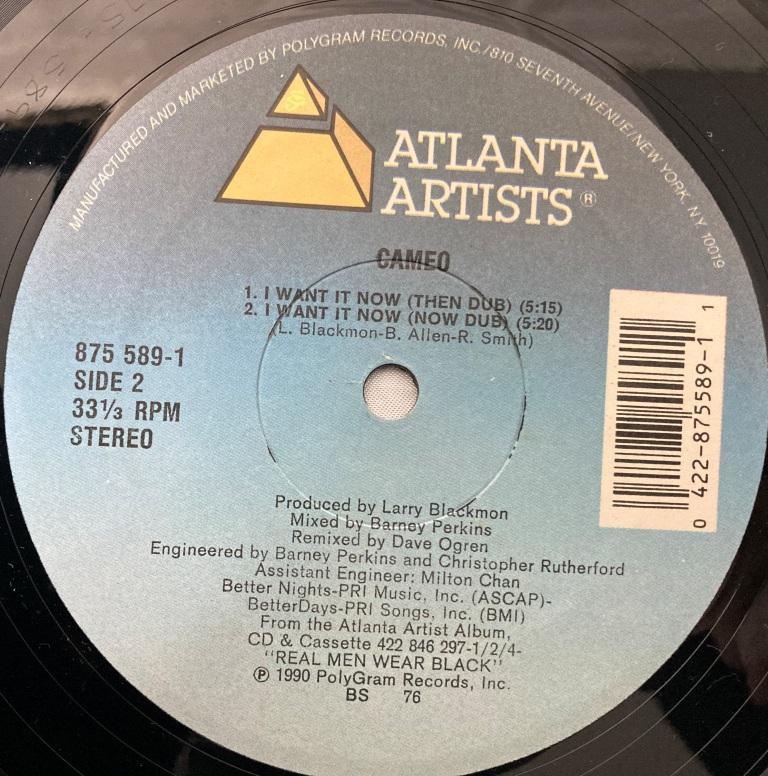 MANUFACTURED AND MARKETED BY POLYGRAM RECORDS, INC./810 SEVENTH AVENUE/NEW YORK, N.Y. 10019
ATLANTA
ARTISTS®
CAMEO
1. I WANT IT NOW (THEN DUB) (5:15)
2. I WANT IT NOW (NOW DUB) (5:20)
(L. Blackmon-B. Allen-R. Smith)
875 589-1
SIDE 2
33⅓ RPM
STEREO
0 422-875589-1 1
Produced by Larry Blackmon
Mixed by Barney Perkins
Remixed by Dave Ogren
Engineered by Barney Perkins and Christopher Rutherford
Assistant Engineer: Milton Chan
Better Nights-PRI Music, Inc. (ASCAP)-
BetterDays-PRI Songs, Inc. (BMI)
From the Atlanta Artist Album,
CD & Cassette 422 846 297-1/2/4-
"REAL MEN WEAR BLACK"
℗ 1990 PolyGram Records, Inc.
BS 76